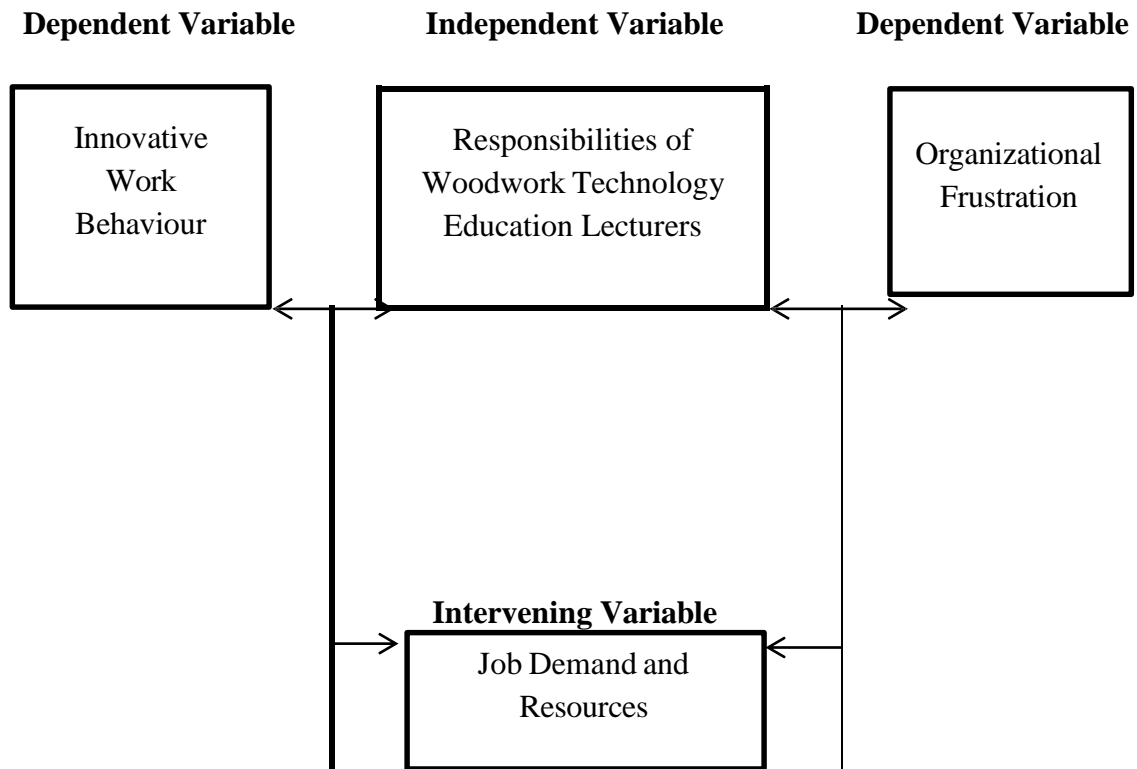 Dependent Variable
Independent Variable
Dependent Variable
Innovative
Work
Behaviour
Responsibilities of
Woodwork Technology
Education Lecturers
Organizational
Frustration
Intervening Variable
Job Demand and
Resources